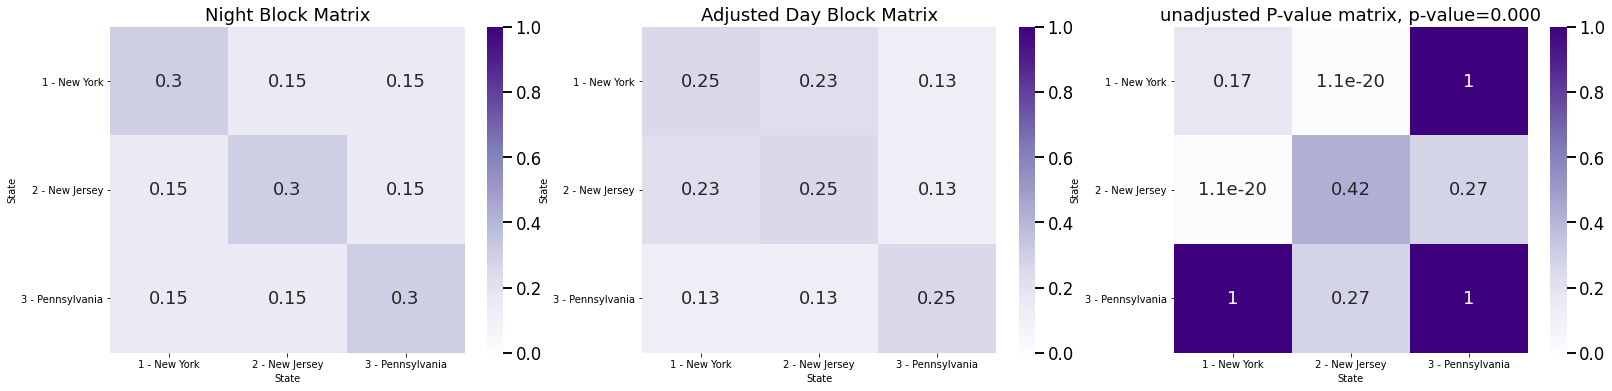 Night Block Matrix
1 - New York
2 - New Jersey
3 - Pennsylvania
State
0.3 0.15 0.15
0.15 0.3 0.15
0.15 0.15 0.3
1 - New York 2 - New Jersey 3 - Pennsylvania
State
1.0
0.8
0.6
0.4
0.2
0.0
Adjusted Day Block Matrix
1 - New York
2 - New Jersey
3 - Pennsylvania
State
0.25 0.23 0.13
0.23 0.25 0.13
0.13 0.13 0.25
1 - New York 2 - New Jersey 3 - Pennsylvania
State
1.0
0.8
0.6
0.4
0.2
0.0
unadjusted P-value matrix, p-value=0.000
1 - New York
2 - New Jersey
3 - Pennsylvania
State
0.17 1.1e-20 1
1.1e-20 0.42 0.27
1 0.27 1
1 - New York 2 - New Jersey 3 - Pennsylvania
State
1.0
0.8
0.6
0.4
0.2
0.0